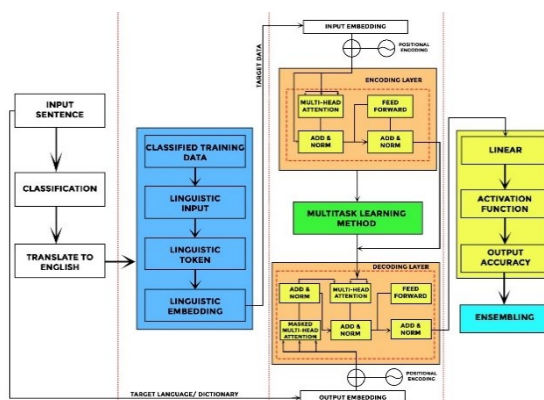 INPUT
SENTENCE
CLASSIFICATION
TRANSLATE TO
ENGLISH
CLASSIFIED TRAINING
DATA
LINGUISTIC
INPUT
LINGUISTIC
TOKEN
LINGUISTIC
EMBEDDING
TARGET DATA
INPUT EMBEDDING
POSITIONAL
ENCODING
ENCODING LAYER
MULTI-HEAD
ATTENTION
FEED
FORWARD
ADD &
NORM
ADD &
NORM
MULTITASK LEARNING
METHOD
DECODING LAYER
ADD &
NORM
MULTI-HEAD
ATTENTION
FEED
FORWARD
MASKED
MULTI-HEAD
ATTENTION
ADD &
NORM
ADD &
NORM
POSITIONAL
ENCODING
TARGET LANGUAGE/ DICTIONARY
OUTPUT EMBEDDING
LINEAR
ACTIVATION
FUNCTION
OUTPUT
ACCURACY
ENSEMBLING